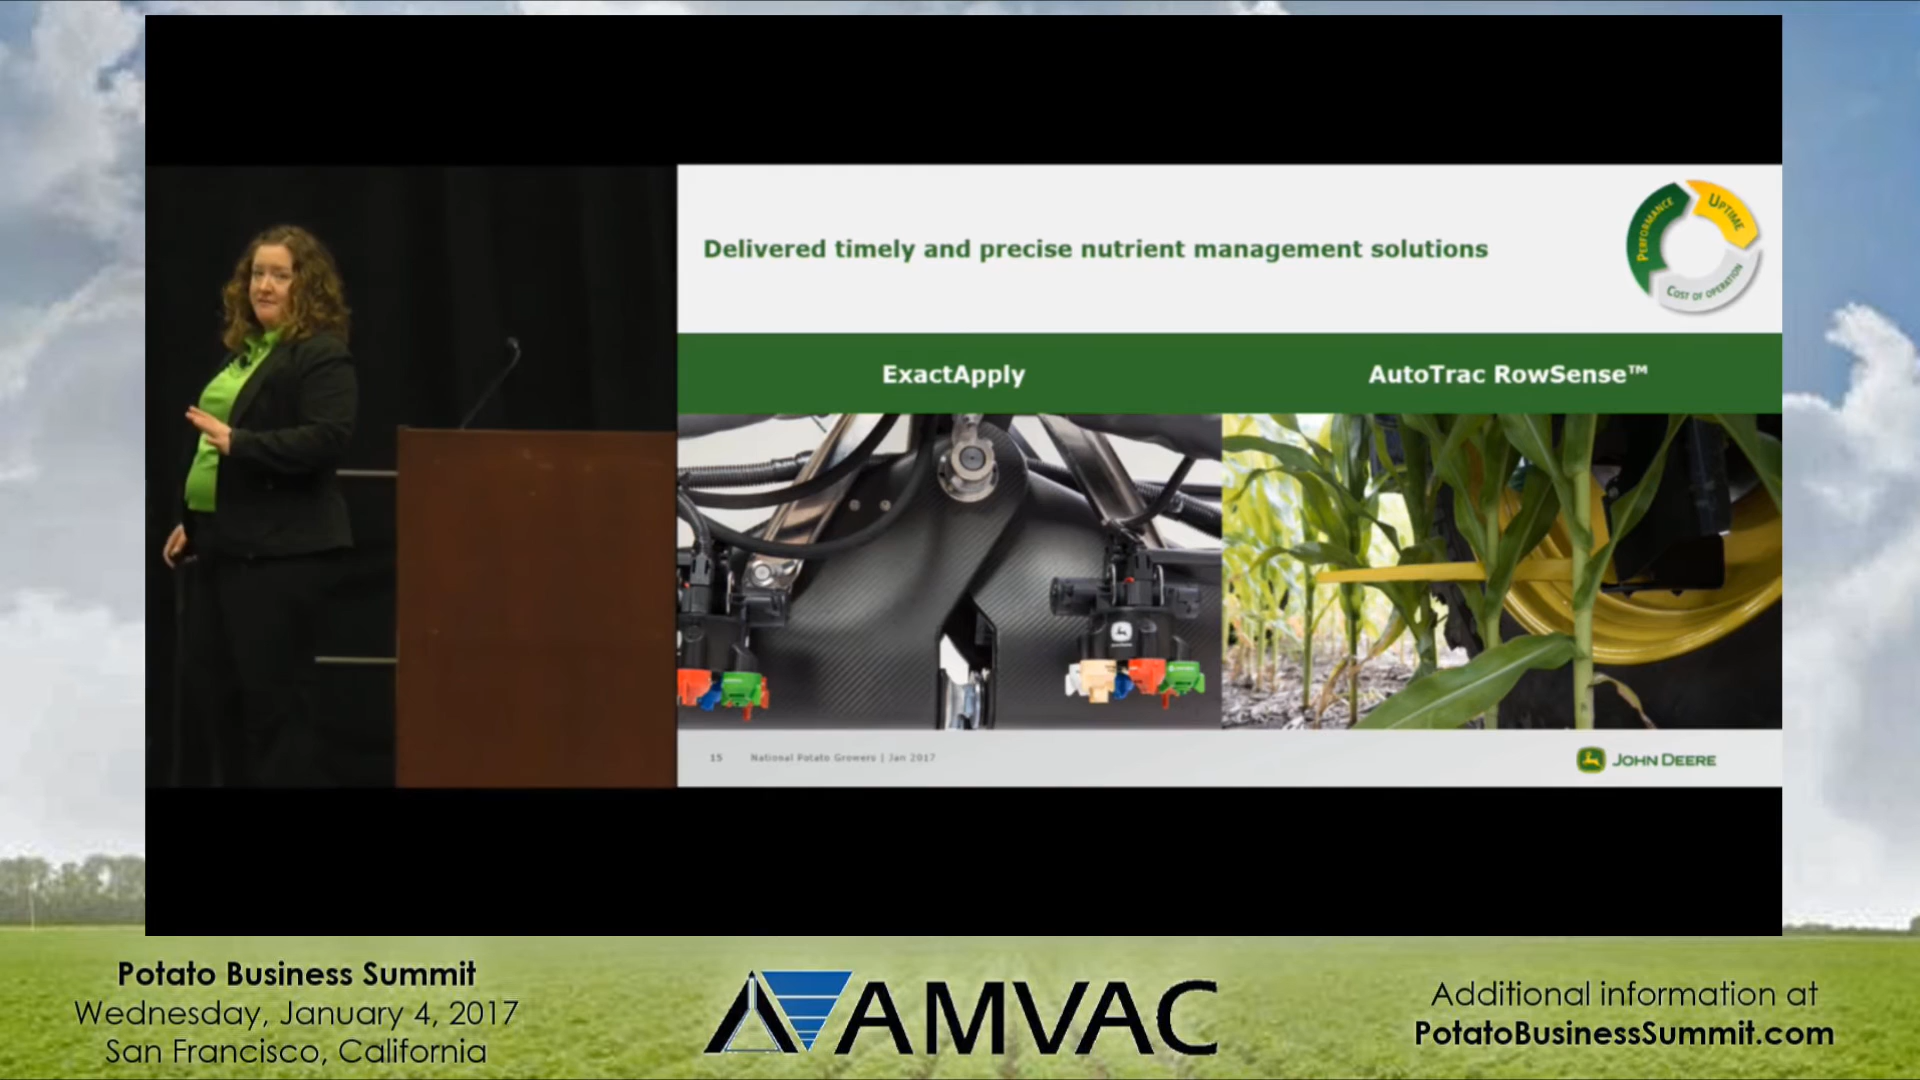 Delivered timely and precise nutrient management solutions
PERFORMANCE
UPTIME
COST OF OPERATION
ExactApply
AutoTrac RowSense™
15 National Potato Growers | Jan 2017
JOHN DEERE
Potato Business Summit
Wednesday, January 4, 2017
San Francisco, California
AMVAC
Additional information at
PotatoBusinessSummit.com